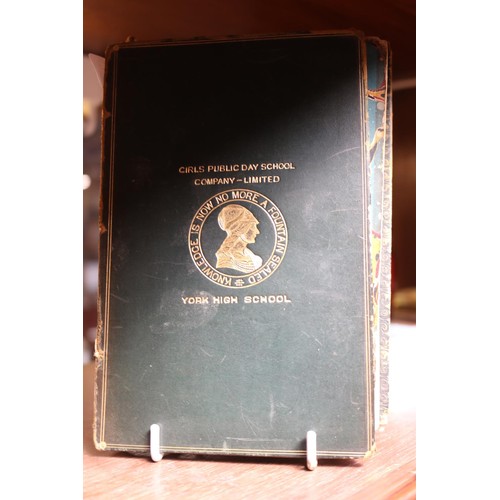 GIRLS PUBLIC DAY SCHOOL
COMPANY - LIMITED
KNOWLEDGE IS NOW NO MORE A FOUNTAIN SEALED
YORK HIGH SCHOOL